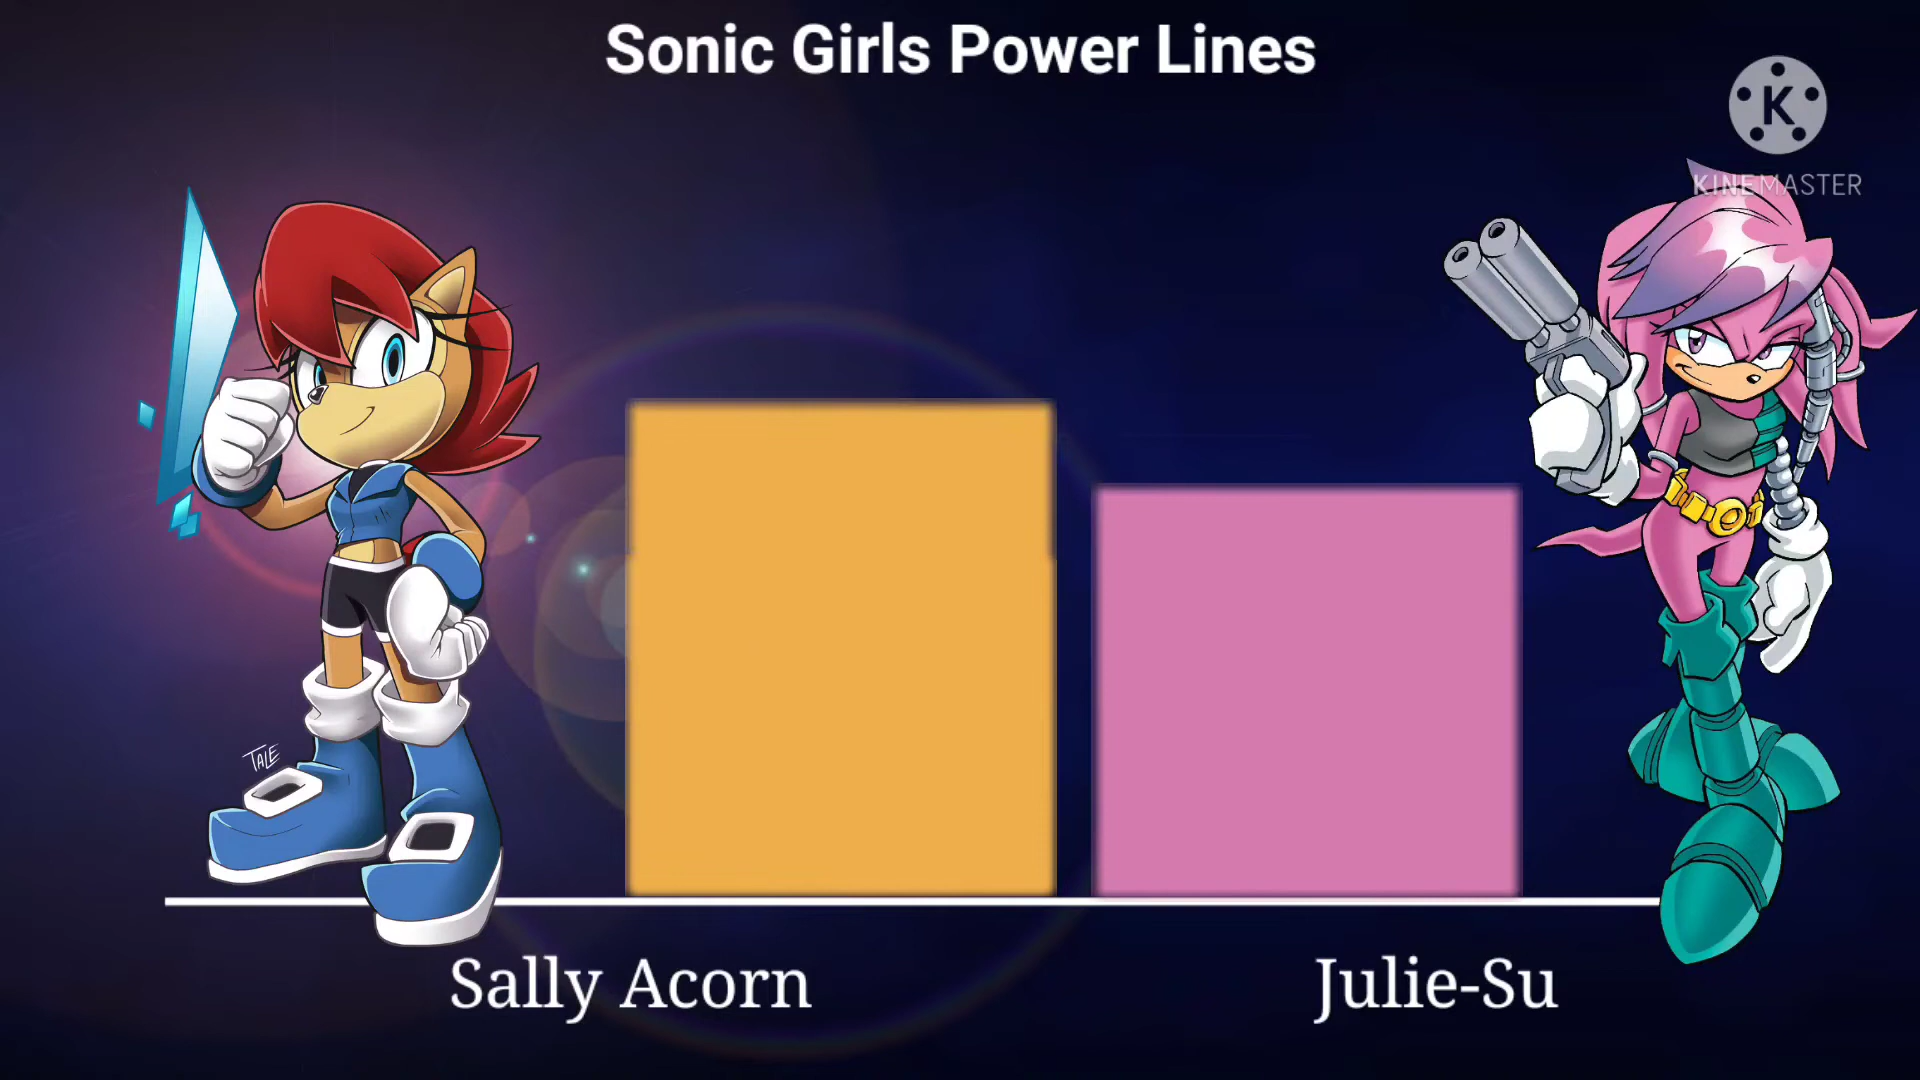 Sonic Girls Power Lines
K
KINEMASTER
TALE
Sally Acorn
Julie-Su